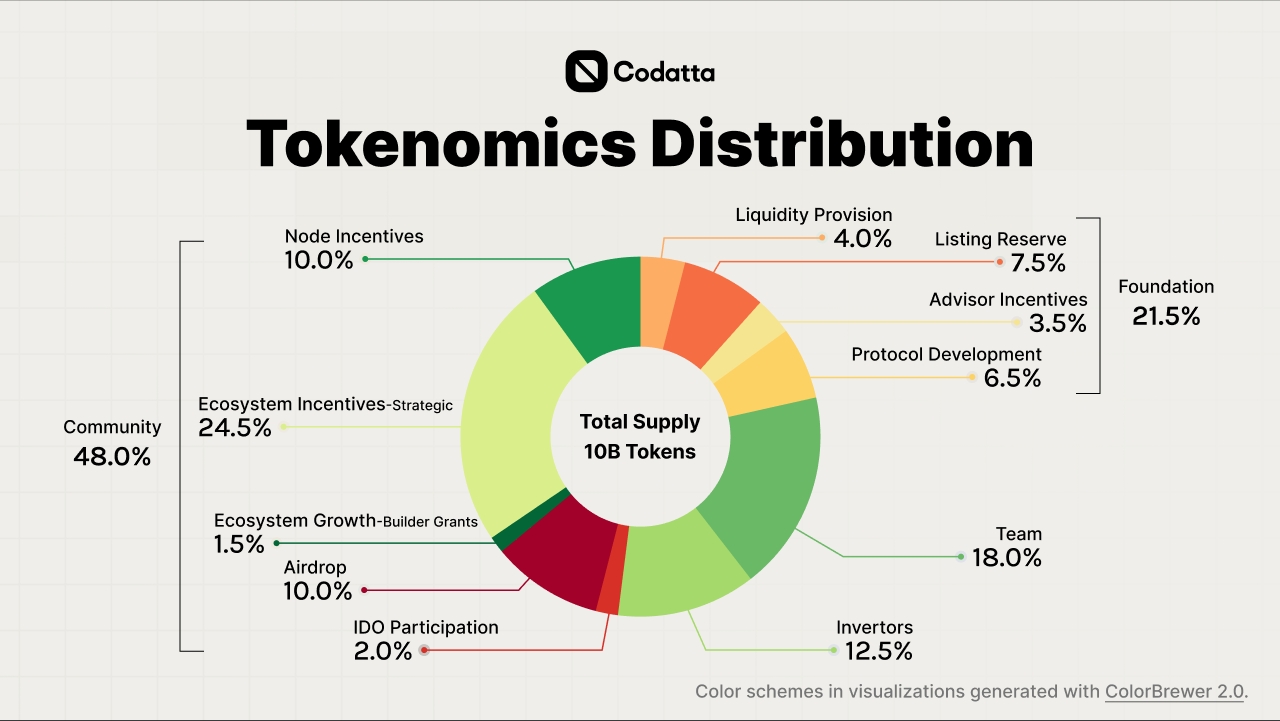 Codatta
Tokenomics Distribution
Liquidity Provision
4.0%
Listing Reserve
7.5%
Advisor Incentives
3.5%
Protocol Development
6.5%
Foundation
21.5%
Node Incentives
10.0%
Ecosystem Incentives-Strategic
24.5%
Community
48.0%
Total Supply
10B Tokens
Ecosystem Growth-Builder Grants
1.5%
Airdrop
10.0%
IDO Participation
2.0%
Team
18.0%
Invertors
12.5%
Color schemes in visualizations generated with ColorBrewer 2.0.